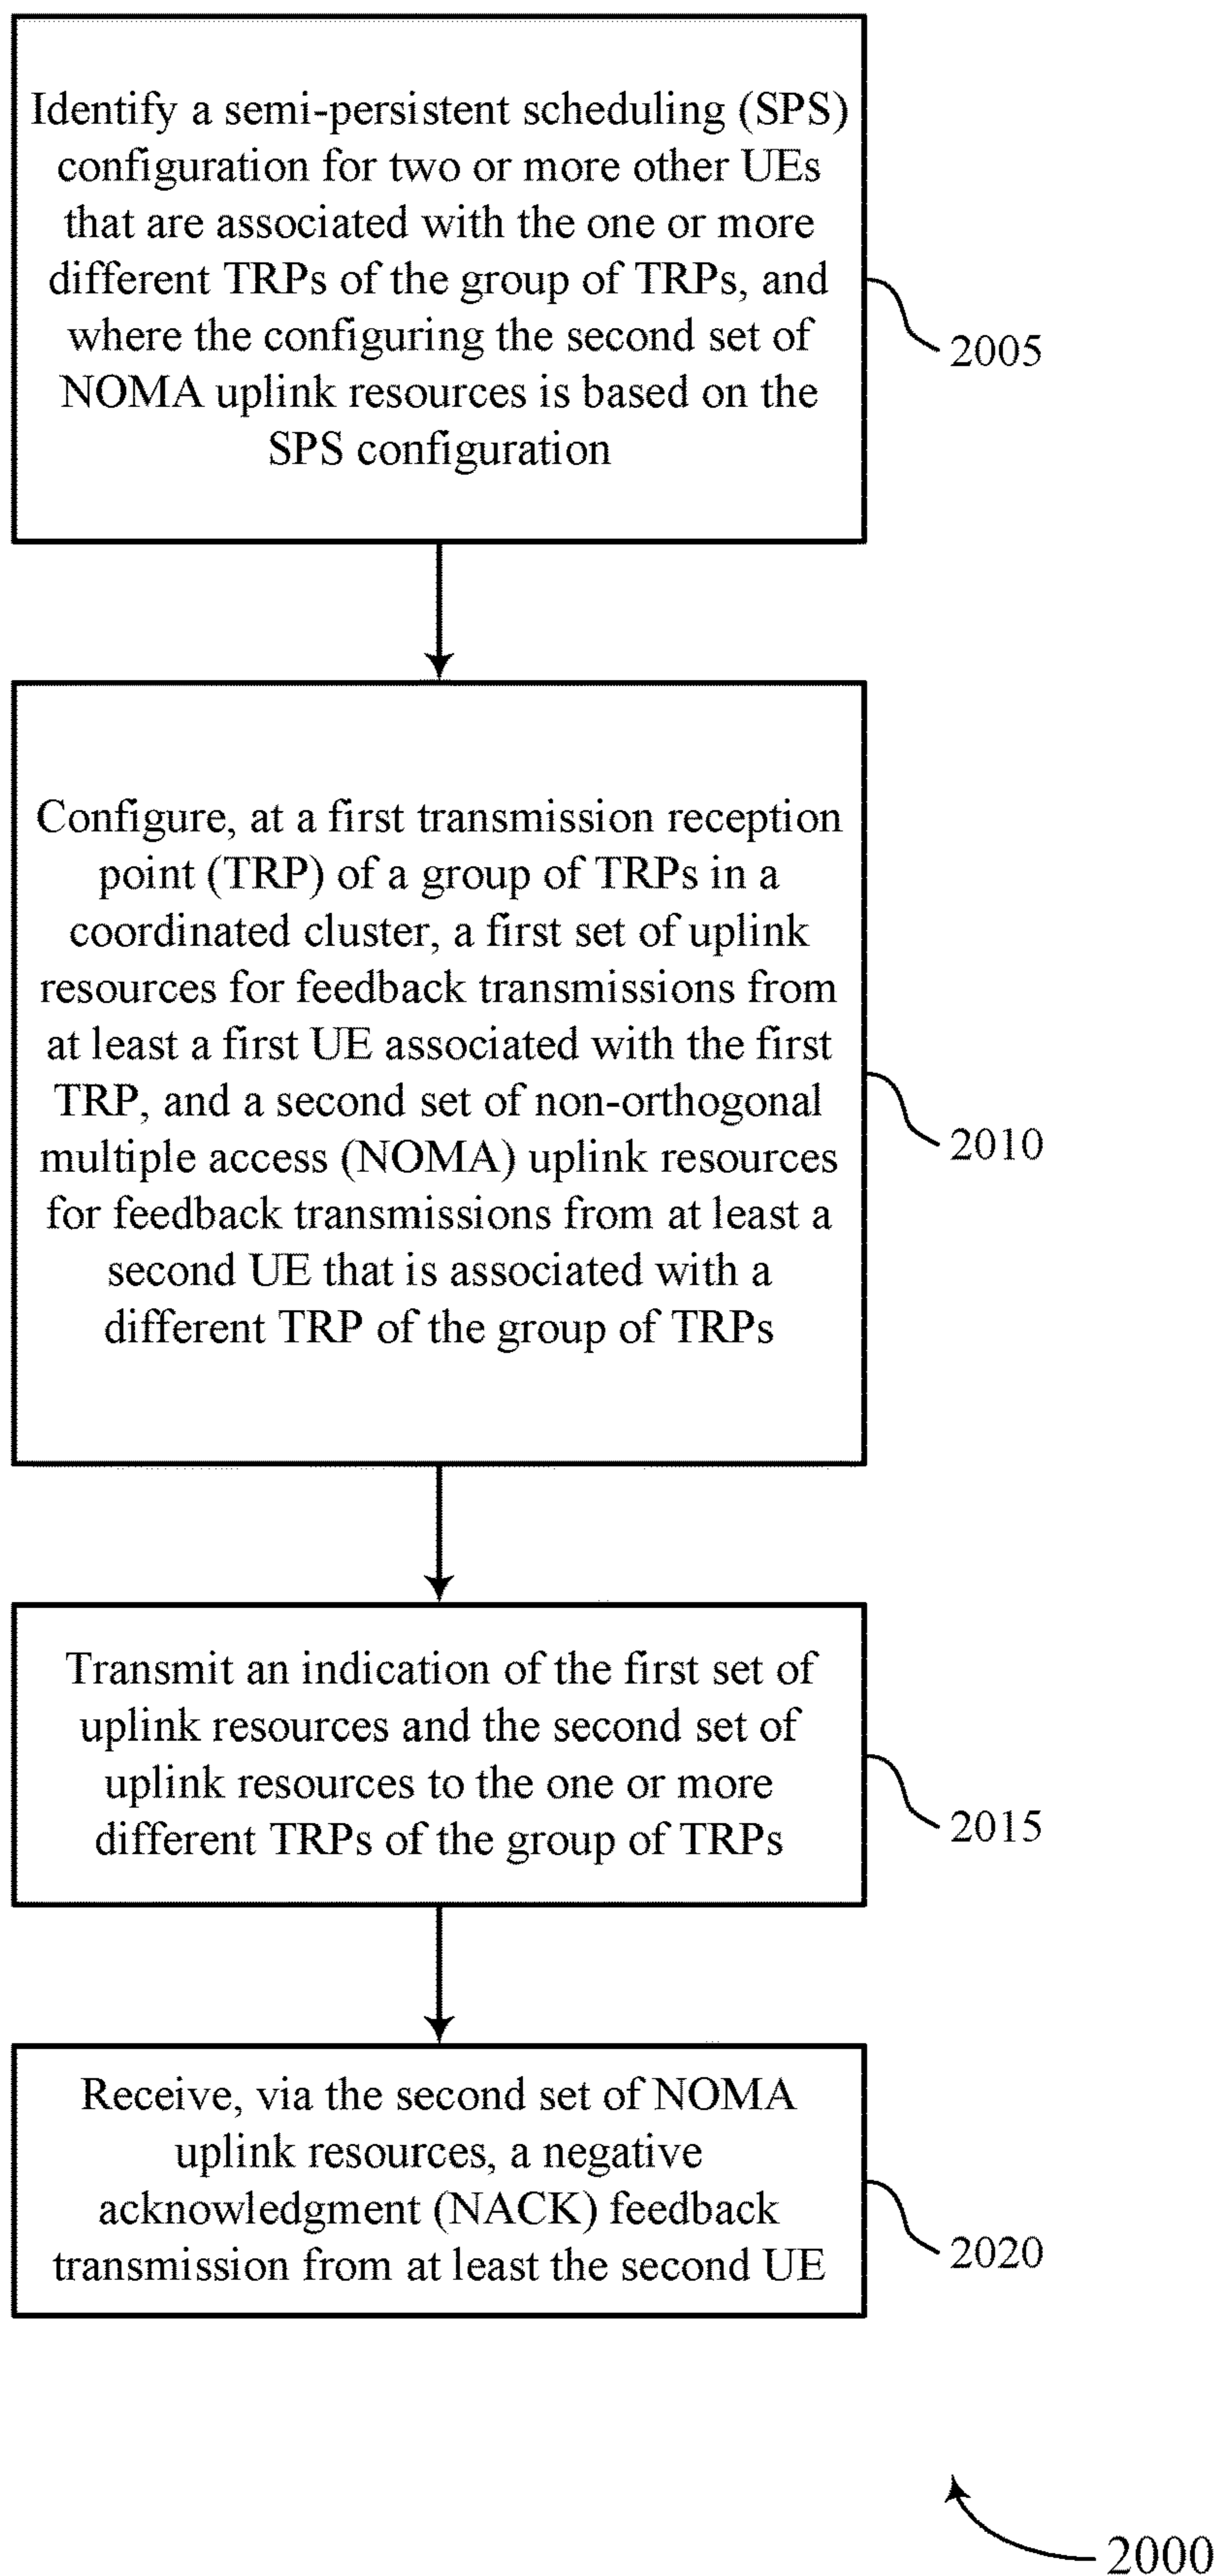 Identify a semi-persistent scheduling (SPS)
configuration for two or more other UEs
that are associated with the one or more
different TRPs of the group of TRPs, and
where the configuring the second set of
NOMA uplink resources is based on the
SPS configuration
2005
Configure, at a first transmission reception
point (TRP) of a group of TRPs in a
coordinated cluster, a first set of uplink
resources for feedback transmissions from
at least a first UE associated with the first
TRP, and a second set of non-orthogonal
multiple access (NOMA) uplink resources
for feedback transmissions from at least a
second UE that is associated with a
different TRP of the group of TRPs
2010
Transmit an indication of the first set of
uplink resources and the second set of
uplink resources to the one or more
different TRPs of the group of TRPs
2015
Receive, via the second set of NOMA
uplink resources, a negative
acknowledgment (NACK) feedback
transmission from at least the second UE
2020
2000